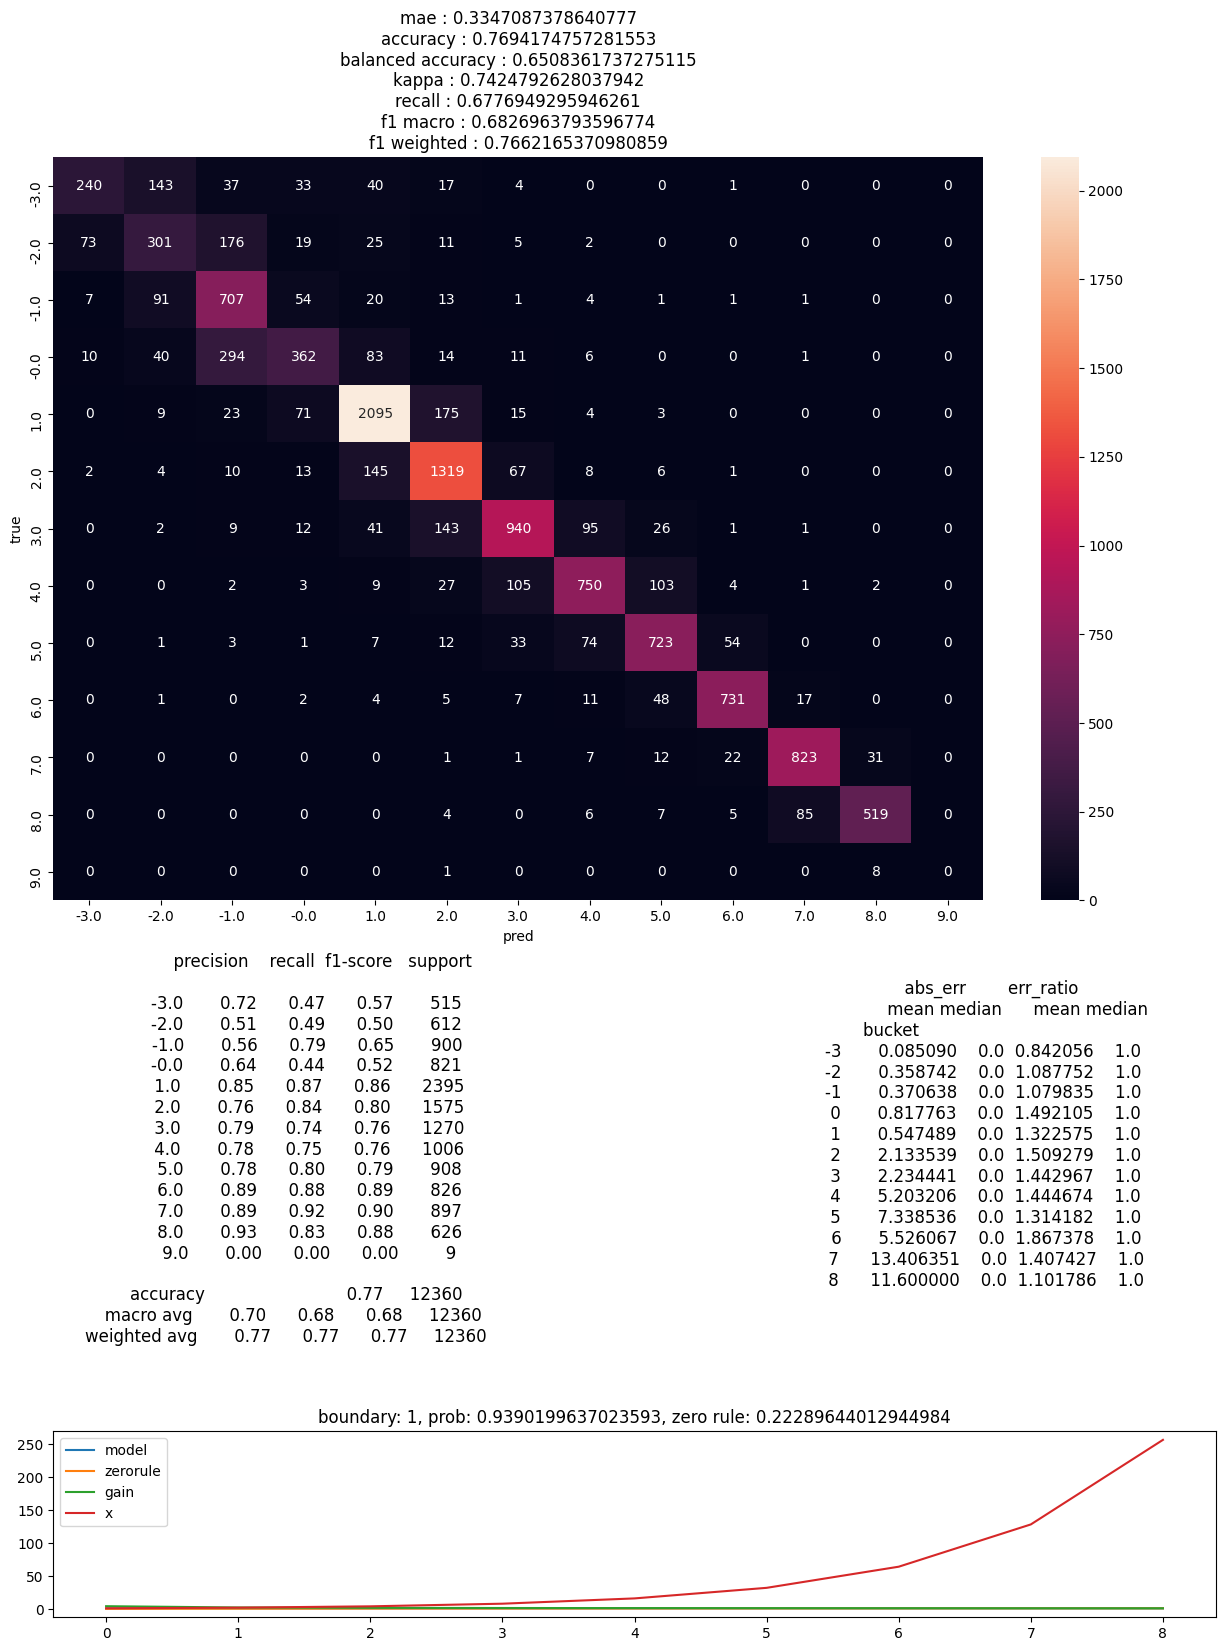 mae : 0.3347087378640777
accuracy : 0.7694174757281553
balanced accuracy : 0.6508361737275115
kappa : 0.7424792628037942
recall : 0.6776949295946261
f1 macro : 0.6826963793596774
f1 weighted : 0.7662165370980859
-3.0 240 143 37 33 40 17 4 0 0 1 0 0 0
-2.0 73 301 176 19 25 11 5 2 0 0 0 0 0
-1.0 7 91 707 54 20 13 1 4 1 1 1 0 0
-0.0 10 40 294 362 83 14 11 6 0 0 1 0 0
1.0 0 9 23 71 2095 175 15 4 3 0 0 0 0
2.0 2 4 10 13 145 1319 67 8 6 1 0 0 0
3.0 0 2 9 12 41 143 940 95 26 1 1 0 0
4.0 0 0 2 3 9 27 105 750 103 4 1 2 0
5.0 0 1 3 1 7 12 33 74 723 54 0 0 0
6.0 0 1 0 2 4 5 7 11 48 731 17 0 0
7.0 0 0 0 0 0 1 1 7 12 22 823 31 0
8.0 0 0 0 0 0 4 0 6 7 5 85 519 0
9.0 0 0 0 0 0 1 0 0 0 0 0 8 0
true
-3.0 -2.0 -1.0 -0.0 1.0 2.0 3.0 4.0 5.0 6.0 7.0 8.0 9.0
pred
2000
1750
1500
1250
1000
750
500
250
0
precision recall f1-score support
-3.0 0.72 0.47 0.57 515
-2.0 0.51 0.49 0.50 612
-1.0 0.56 0.79 0.65 900
-0.0 0.64 0.44 0.52 821
1.0 0.85 0.87 0.86 2395
2.0 0.76 0.84 0.80 1575
3.0 0.79 0.74 0.76 1270
4.0 0.78 0.75 0.76 1006
5.0 0.78 0.80 0.79 908
6.0 0.89 0.88 0.89 826
7.0 0.89 0.92 0.90 897
8.0 0.93 0.83 0.88 626
9.0 0.00 0.00 0.00 9
accuracy 0.77 12360
macro avg 0.70 0.68 0.68 12360
weighted avg 0.77 0.77 0.77 12360
abs_err err_ratio
mean median mean median
bucket
-3 0.085090 0.0 0.842056 1.0
-2 0.358742 0.0 1.087752 1.0
-1 0.370638 0.0 1.079835 1.0
0 0.817763 0.0 1.492105 1.0
1 0.547489 0.0 1.322575 1.0
2 2.133539 0.0 1.509279 1.0
3 2.234441 0.0 1.442967 1.0
4 5.203206 0.0 1.444674 1.0
5 7.338536 0.0 1.314182 1.0
6 5.526067 0.0 1.867378 1.0
7 13.406351 0.0 1.407427 1.0
8 11.600000 0.0 1.101786 1.0
boundary: 1, prob: 0.9390199637023593, zero rule: 0.22289644012944984
250
200
150
100
50
0
model
zerorule
gain
x
0 1 2 3 4 5 6 7 8